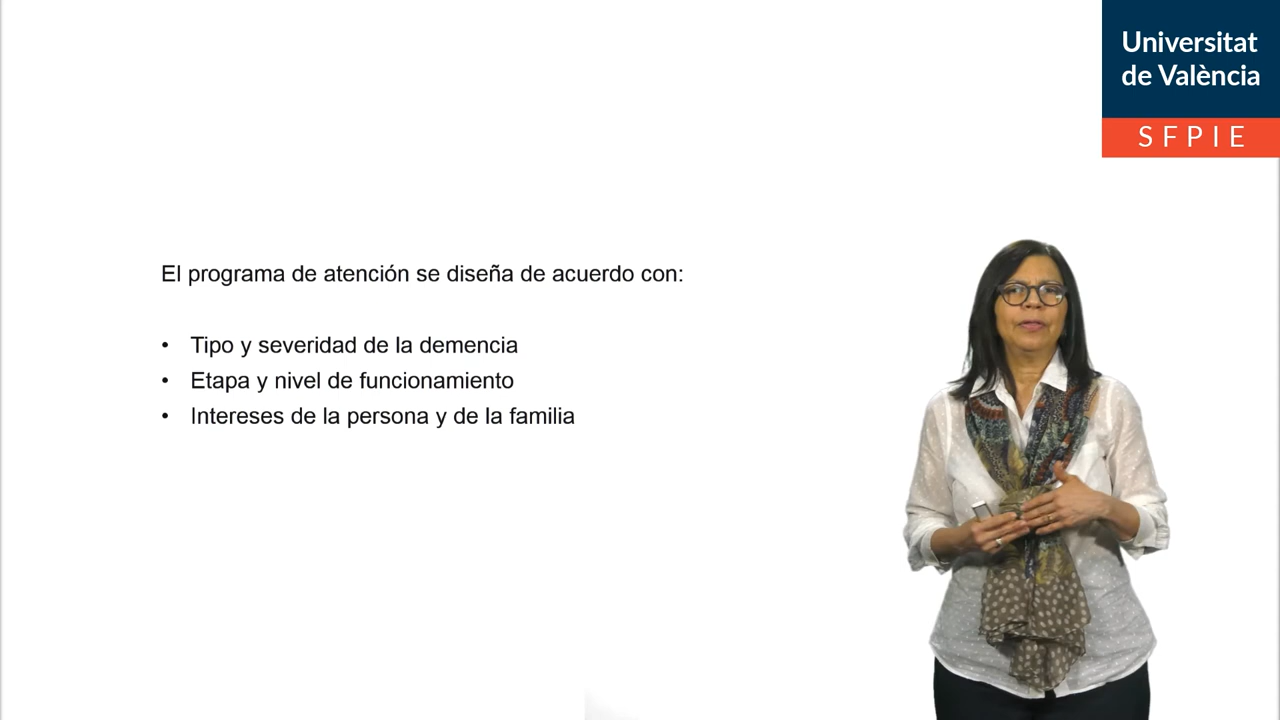 Universitat
de València
SFPIE
El programa de atención se diseña de acuerdo con:
• Tipo y severidad de la demencia
• Etapa y nivel de funcionamiento
• Intereses de la persona y de la familia